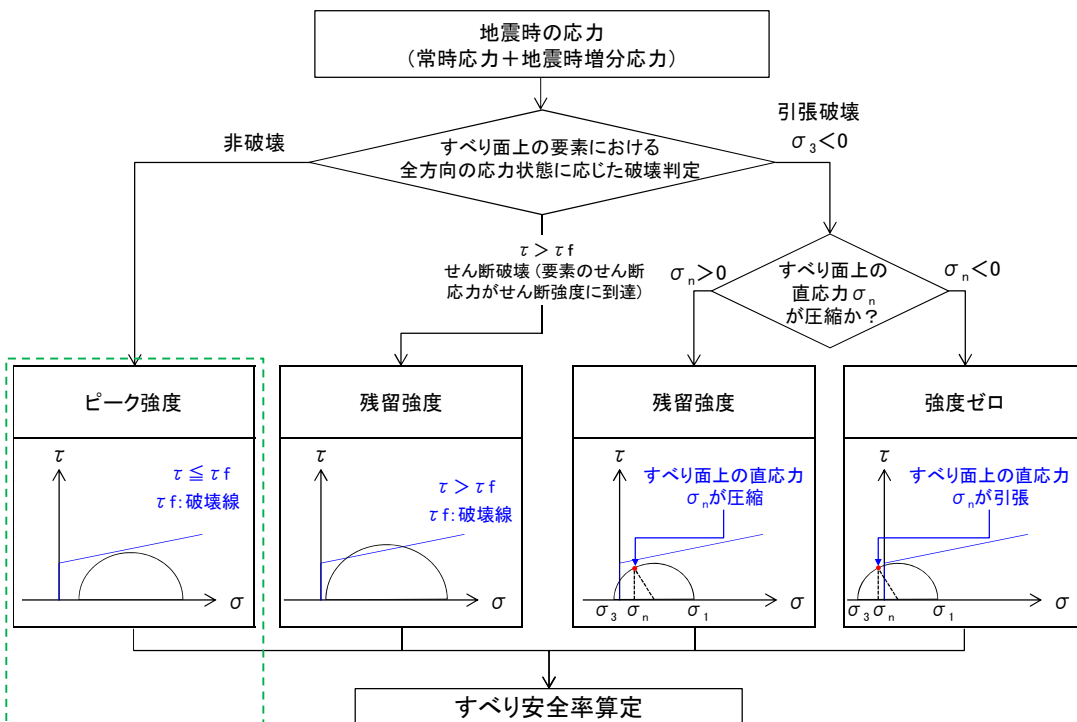 地震時の応力
(常時応力＋地震時増分応力)
引張破壊
σ3<0
非破壊
すべり面上の要素における
全方向の応力状態に応じた破壊判定
τ＞τf
せん断破壊(要素のせん断
応力がせん断強度に到達)
σn>0
すべり面上の
直応力σn
が圧縮か？
σn<0
ピーク強度
残留強度
残留強度
強度ゼロ
τ
τ≦τf
τf:破壊線
σ
τ
τ＞τf
τf:破壊線
σ
τ
すべり面上の直応力
σnが圧縮
σ3 σn σ1
σ
τ
すべり面上の直応力
σnが引張
σ3 σn σ1
σ
すべり安全率算定